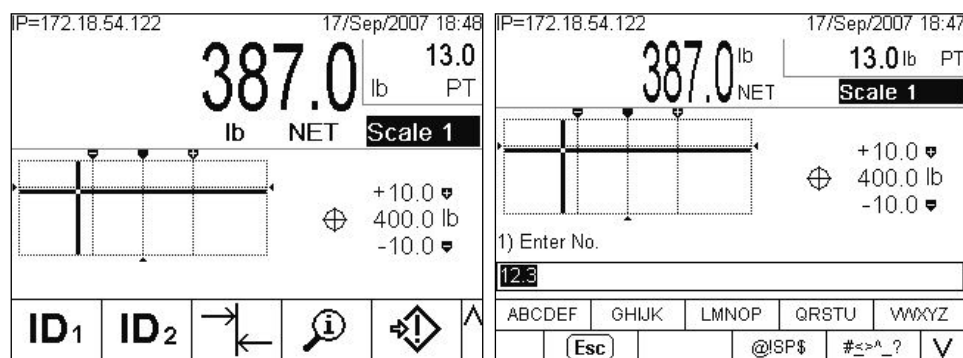 IP=172.18.54.122 17/Sep/2007 18:48
387.0 13.0
lb PT
lb NET Scale 1
+10.0
400.0 lb
-10.0
ID1 ID2
IP=172.18.54.122 17/Sep/2007 18:47
387.0 lb NET 13.0 lb PT
Scale 1
+10.0
400.0 lb
-10.0
1) Enter No.
12.3
ABCDEF GHIJK LMNOP QRSTU VWXYZ
Esc @!SP$ #<>^_?